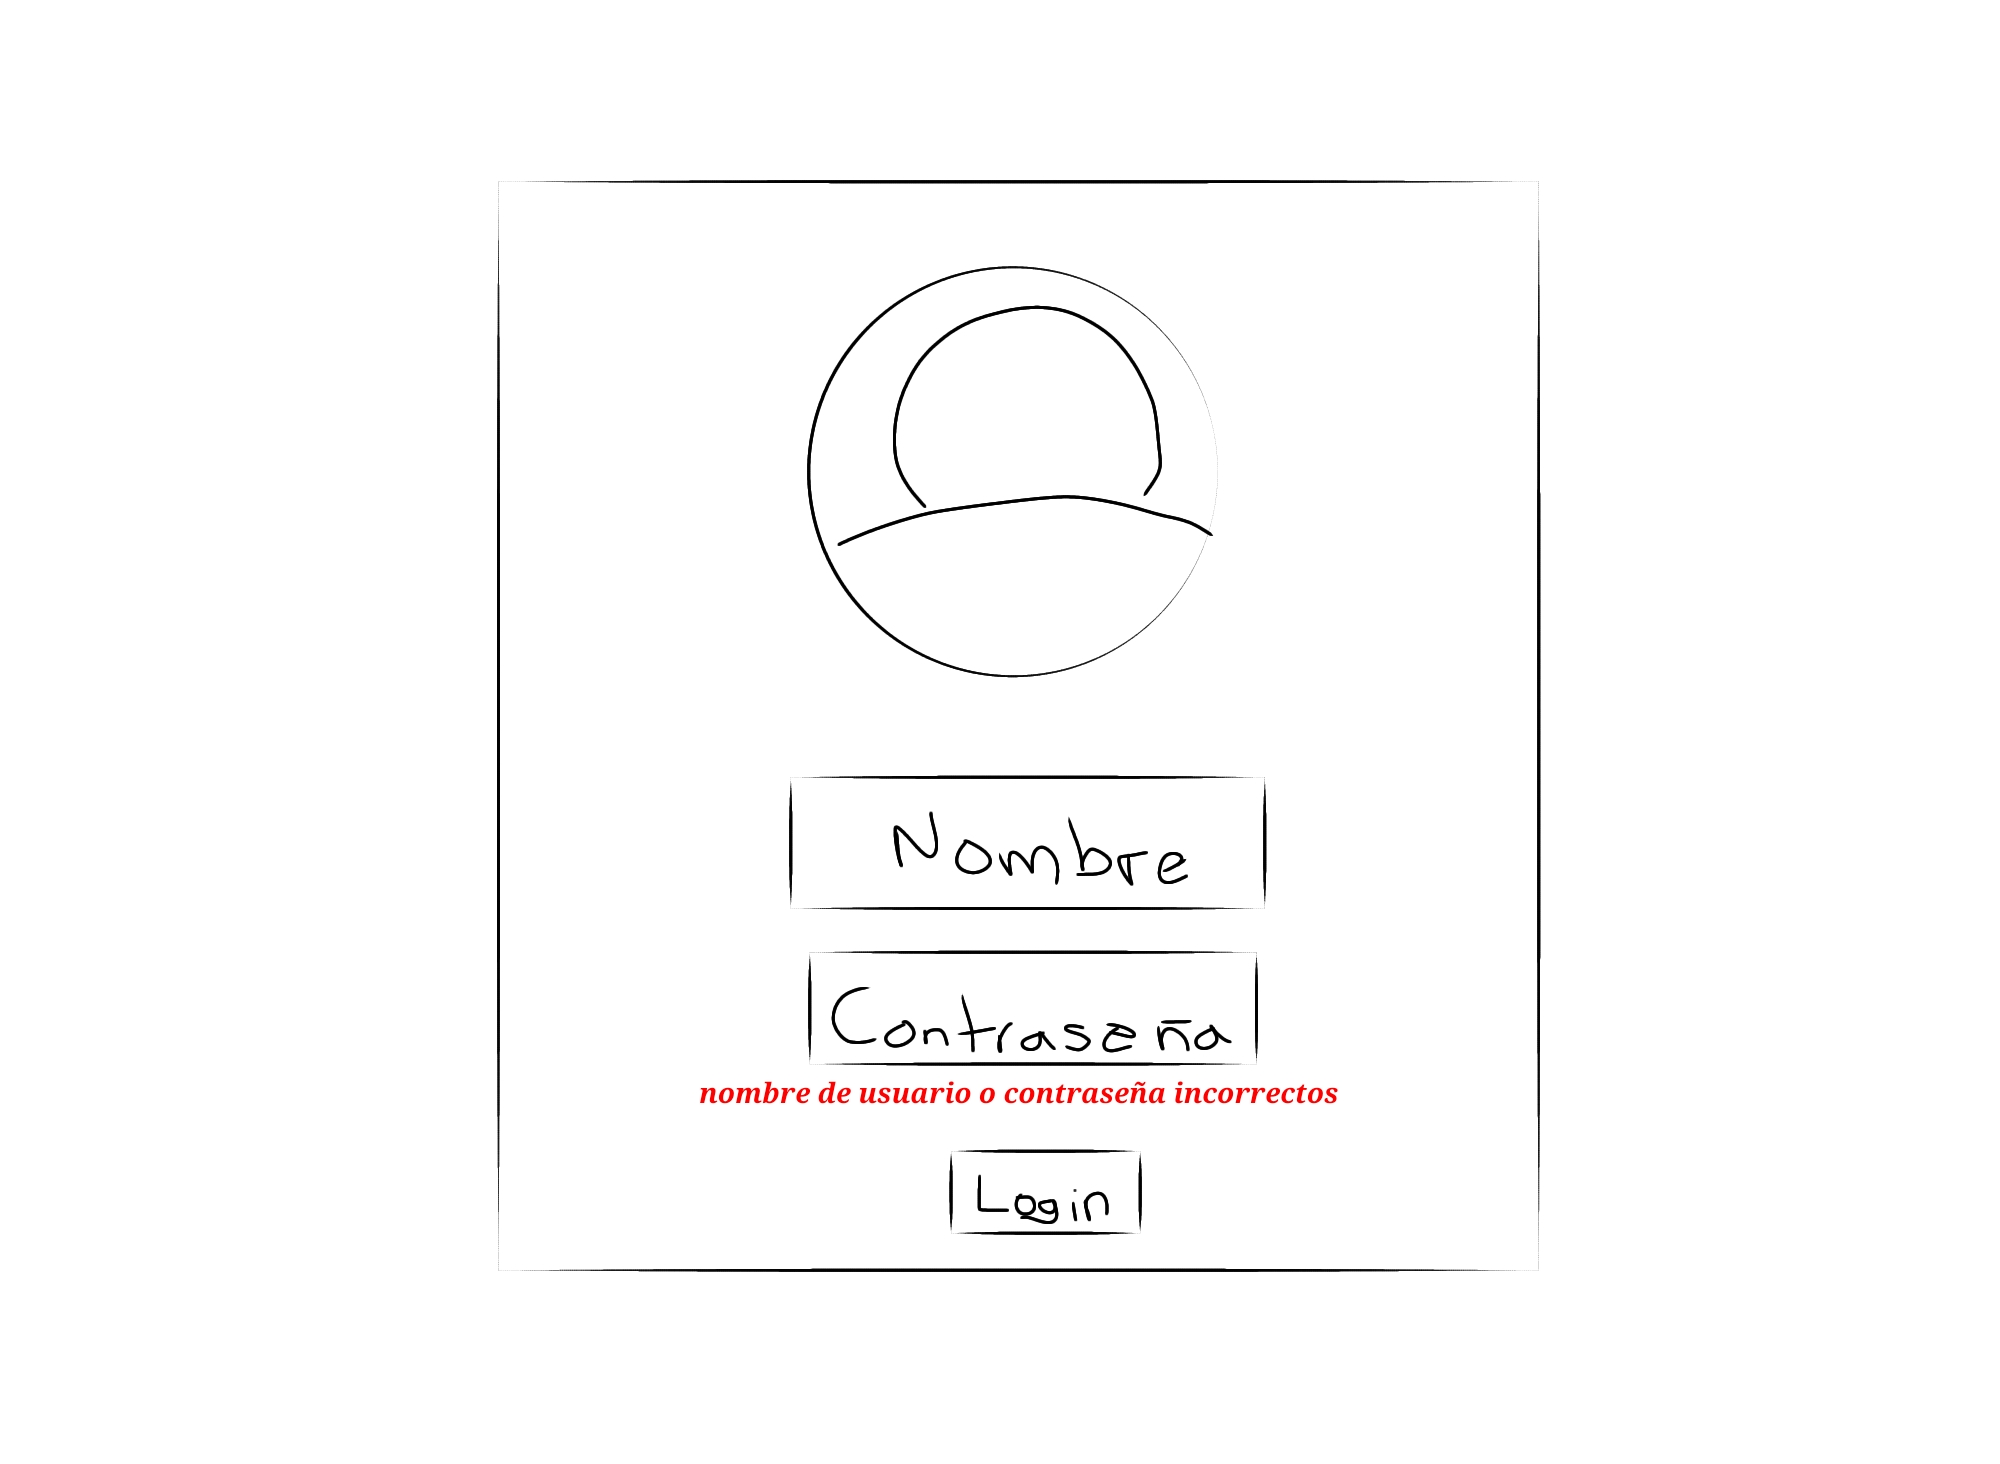 Nombre
Contraseña
nombre de usuario o contraseña incorrectos
Login